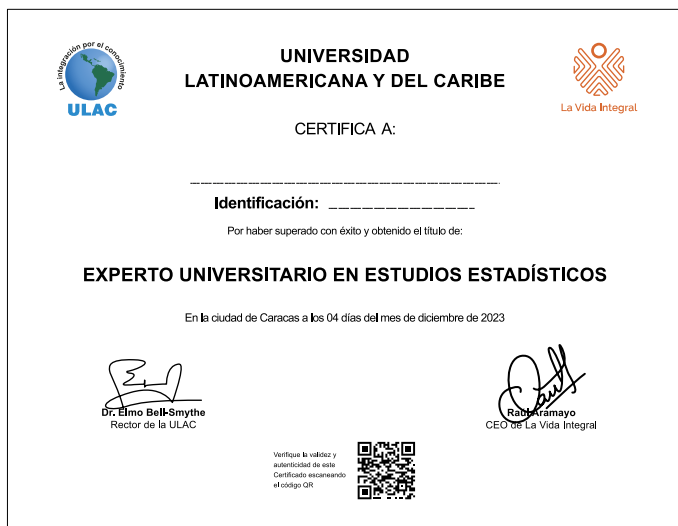 La integración por el conocimiento
ULAC
UNIVERSIDAD
LATINOAMERICANA Y DEL CARIBE
La Vida Integral
CERTIFICA A:
Identificación:
Por haber superado con éxito y obtenido el título de:
EXPERTO UNIVERSITARIO EN ESTUDIOS ESTADÍSTICOS
En la ciudad de Caracas a los 04 días del mes de diciembre de 2023
Dr. Elmo Bell-Smythe
Rector de la ULAC
Raúl Aramayo
CEO de La Vida Integral
Verifique la validez y
autenticidad de este
Certificado escaneando
el código QR